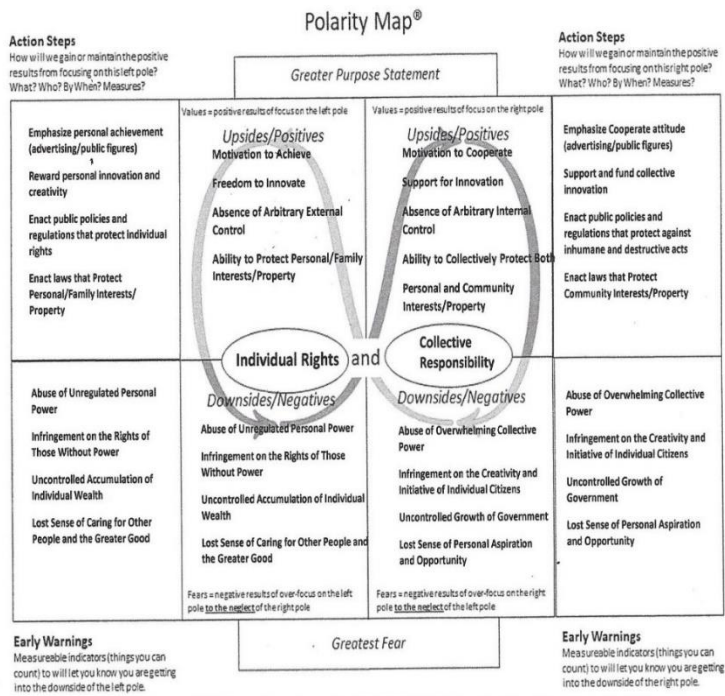 Polarity Map®
Action Steps
How will we gain or maintain the positive
results from focusing on this left pole?
What? Who? By When? Measures?
Action Steps
How will we gain or maintain the positive
results from focusing on this right pole?
What? Who? By When? Measures?
Greater Purpose Statement
Emphasize personal achievement
(advertising/public figures)
Reward personal innovation and
creativity
Enact public policies and
regulations that protect individual
rights
Enact laws that Protect
Personal/Family Interests/
Property
Values = positive results of focus on the left pole
Upsides/Positives
Motivation to Achieve
Freedom to Innovate
Absence of Arbitrary External
Control
Ability to Protect Personal/Family
Interests/Property
Values = positive results of focus on the right pole
Upsides/Positives
Motivation to Cooperate
Support for Innovation
Absence of Arbitrary Internal
Control
Ability to Collectively Protect Both
Personal and Community
Interests/Property
Emphasize Cooperate attitude
(advertising/public figures)
Support and fund collective
innovation
Enact public policies and
regulations that protect against
inhumane and destructive acts
Enact laws that Protect
Community Interests/Property
Individual Rights and Collective
Responsibility
Abuse of Unregulated Personal
Power
Infringement on the Rights of
Those Without Power
Uncontrolled Accumulation of
Individual Wealth
Lost Sense of Caring for Other
People and the Greater Good
Downsides/Negatives
Abuse of Unregulated Personal Power
Infringement on the Rights of Those
Without Power
Uncontrolled Accumulation of Individual
Wealth
Lost Sense of Caring for Other People and
the Greater Good
Fears = negative results of over-focus on the left
pole to the neglect of the right pole
Downsides/Negatives
Abuse of Overwhelming Collective
Power
Infringement on the Creativity and
Initiative of Individual Citizens
Uncontrolled Growth of Government
Lost Sense of Personal Aspiration
and Opportunity
Fears = negative results of over-focus on the right
pole to the neglect of the left pole
Abuse of Overwhelming Collective
Power
Infringement on the Creativity and
Initiative of Individual Citizens
Uncontrolled Growth of
Government
Lost Sense of Personal Aspiration
and Opportunity
Greatest Fear
Early Warnings
Measureable indicators (things you can
count) to will let you know you are getting
into the downside of the left pole.
Early Warnings
Measureable indicators (things you can
count) to will let you know you are getting
into the downside of the right pole.